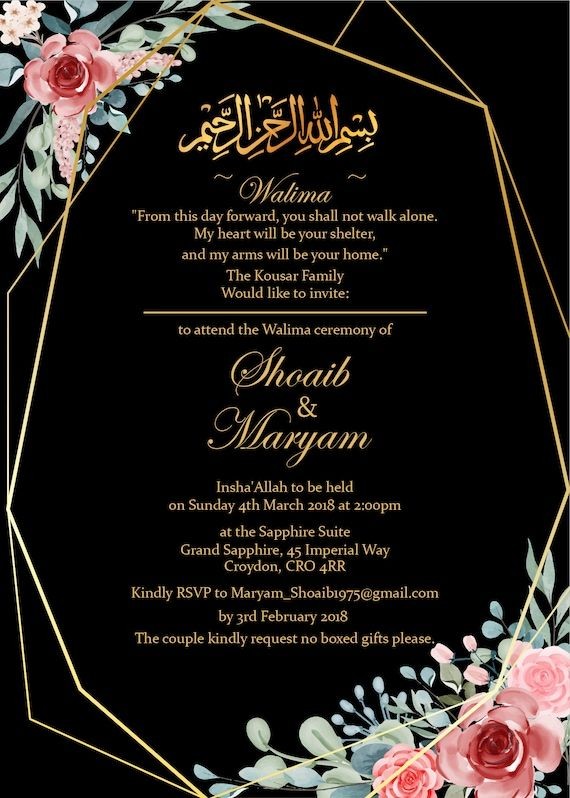 بسم الله الرحمن الرحيم
~ Walima ~
"From this day forward, you shall not walk alone.
My heart will be your shelter,
and my arms will be your home."
The Kousar Family
Would like to invite:
to attend the Walima ceremony of
Shoaib
&
Maryam
Insha'Allah to be held
on Sunday 4th March 2018 at 2:00pm
at the Sapphire Suite
Grand Sapphire, 45 Imperial Way
Croydon, CRO 4RR
Kindly RSVP to Maryam_Shoaib1975@gmail.com
by 3rd February 2018
The couple kindly request no boxed gifts please.